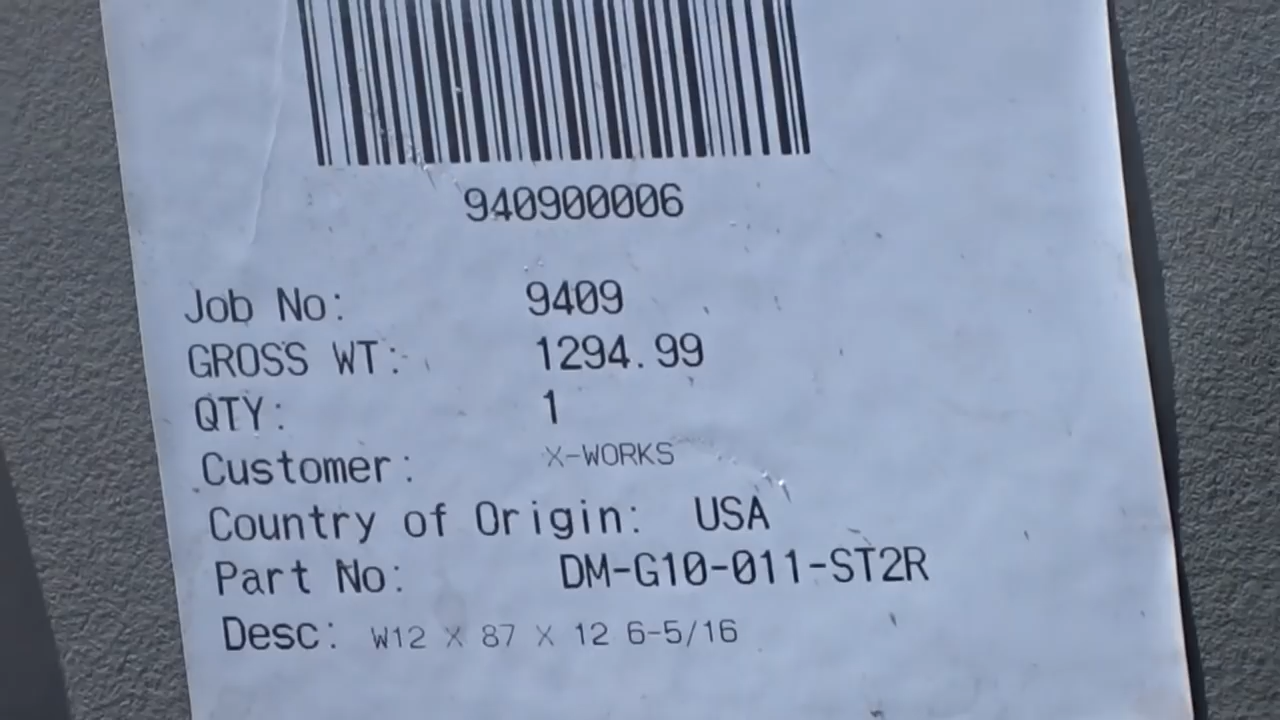 940900006
Job No: 9409
GROSS WT: 1294.99
QTY: 1
Customer: X-WORKS
Country of Origin: USA
Part No: DM-G10-011-ST2R
Desc: W12 X 87 X 12 6-5/16